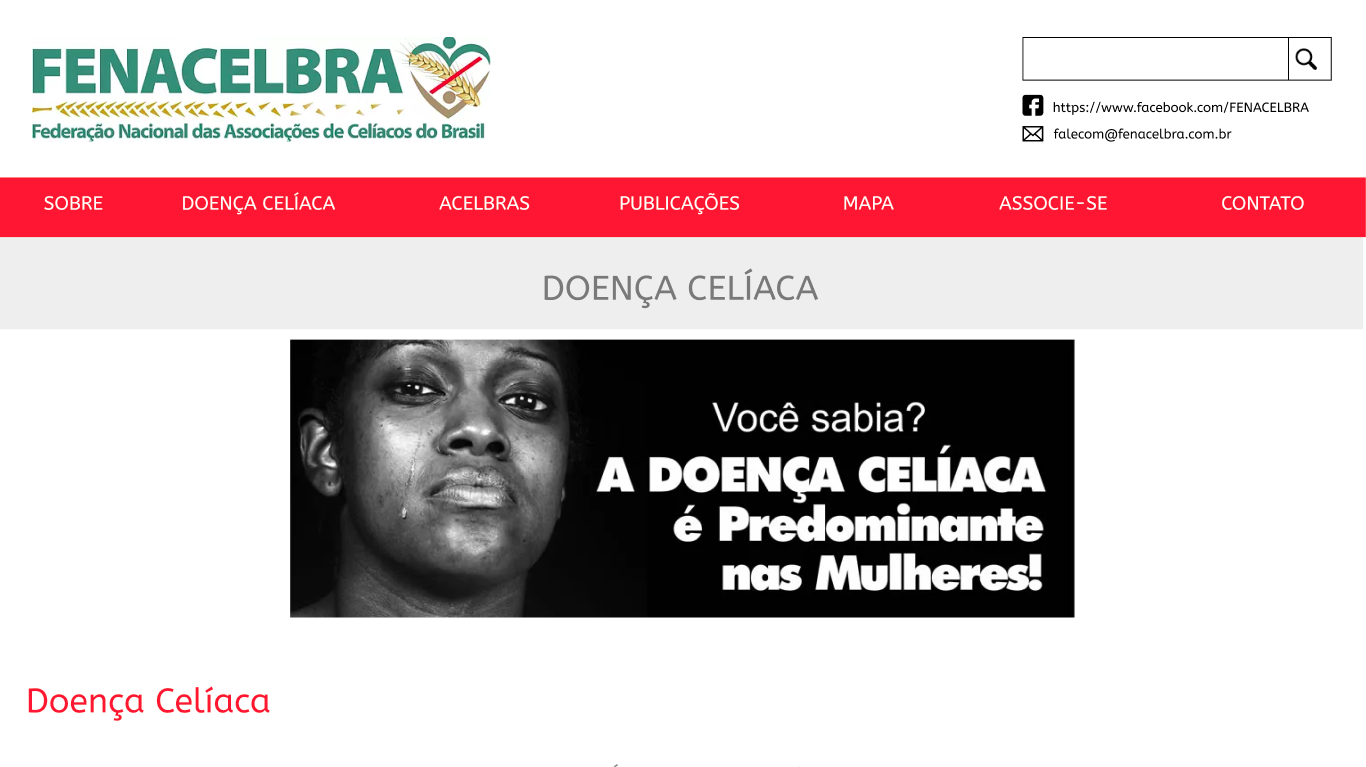 FENACELBRA
Federação Nacional das Associações de Celíacos do Brasil
https://www.facebook.com/FENACELBRA
falecom@fenacelbra.com.br
SOBRE DOENÇA CELÍACA ACELBRAS PUBLICAÇÕES MAPA ASSOCIE-SE CONTATO
DOENÇA CELÍACA
Você sabia?
A DOENÇA CELÍACA
é Predominante
nas Mulheres!
Doença Celíaca